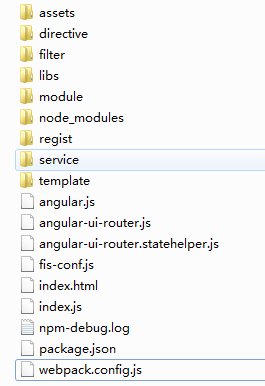 assets
directive
filter
libs
module
node_modules
regist
service
template
angular.js
angular-ui-router.js
angular-ui-router.statehelper.js
fis-conf.js
index.html
index.js
npm-debug.log
package.json
webpack.config.js